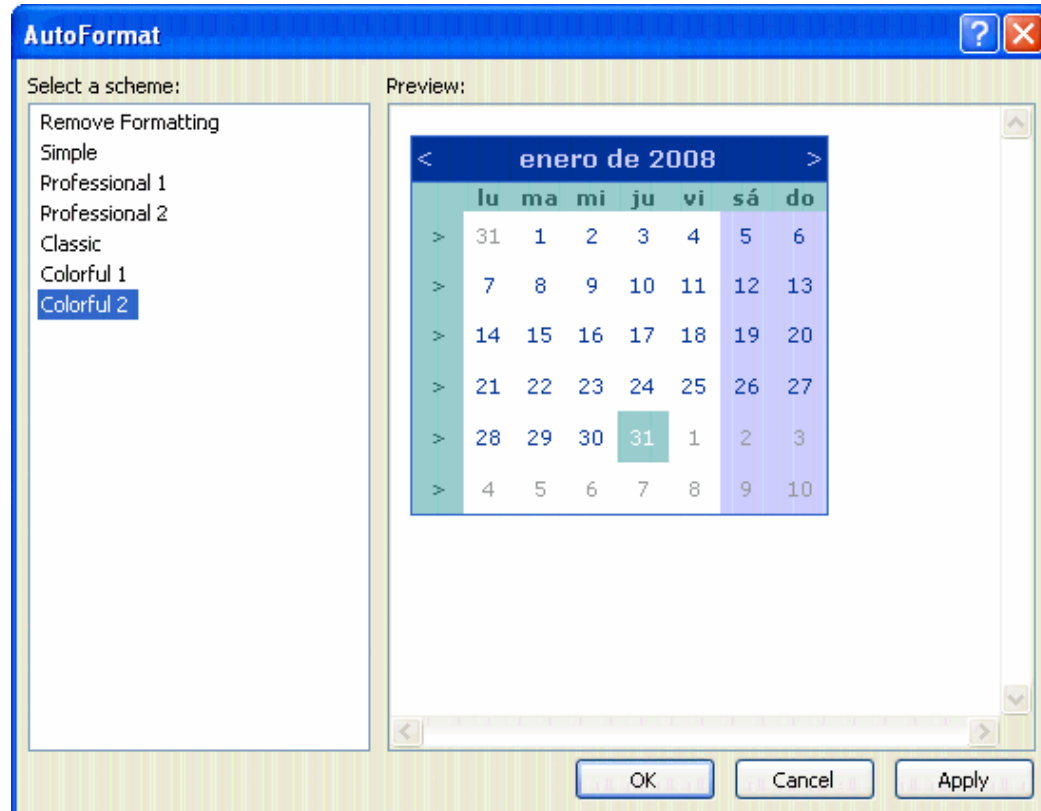 AutoFormat
Select a scheme:
Remove Formatting
Simple
Professional 1
Professional 2
Classic
Colorful 1
Colorful 2
Preview:
< enero de 2008 >
lu ma mi ju vi sá do
> 31 1 2 3 4 5 6
> 7 8 9 10 11 12 13
> 14 15 16 17 18 19 20
> 21 22 23 24 25 26 27
> 28 29 30 31 1 2 3
> 4 5 6 7 8 9 10
OK Cancel Apply